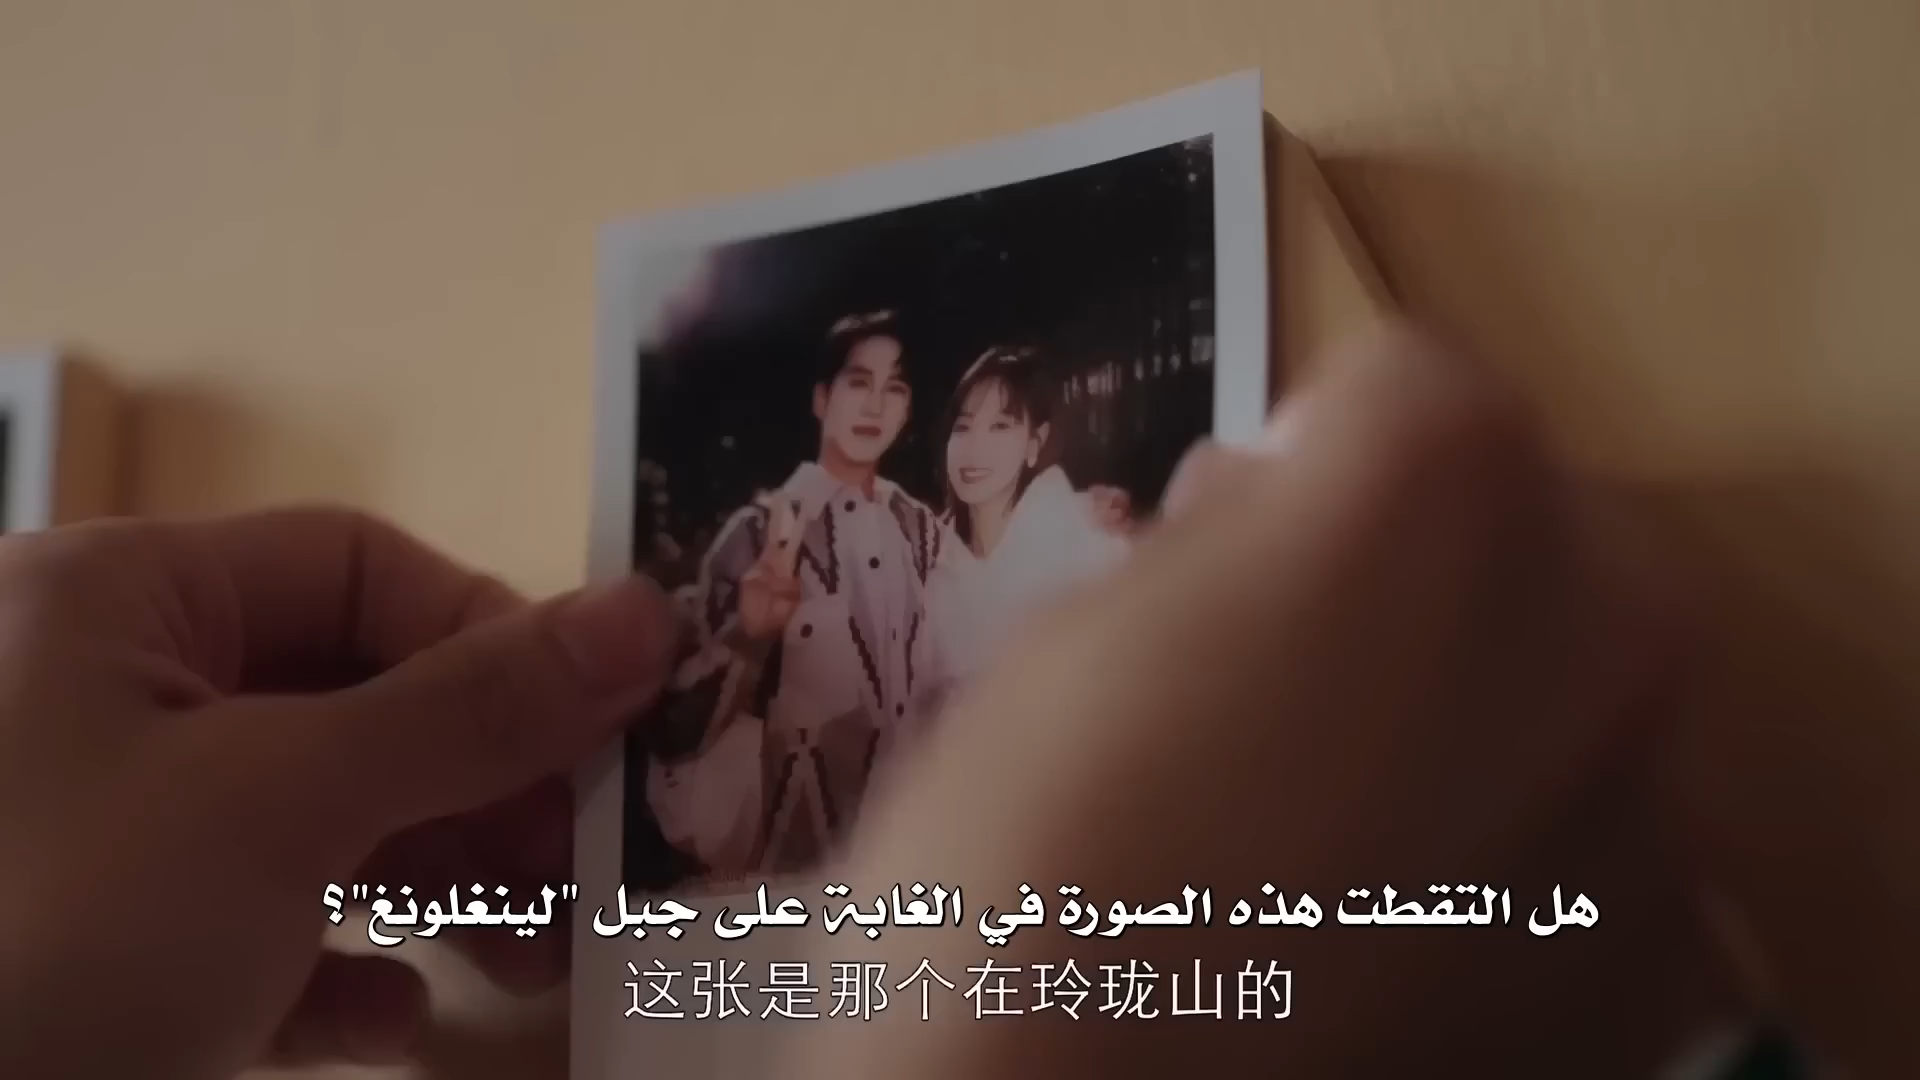 هل التقطت هذه الصورة في الغابة على جبل "لينغلونغ"؟
这张是那个在玲珑山的